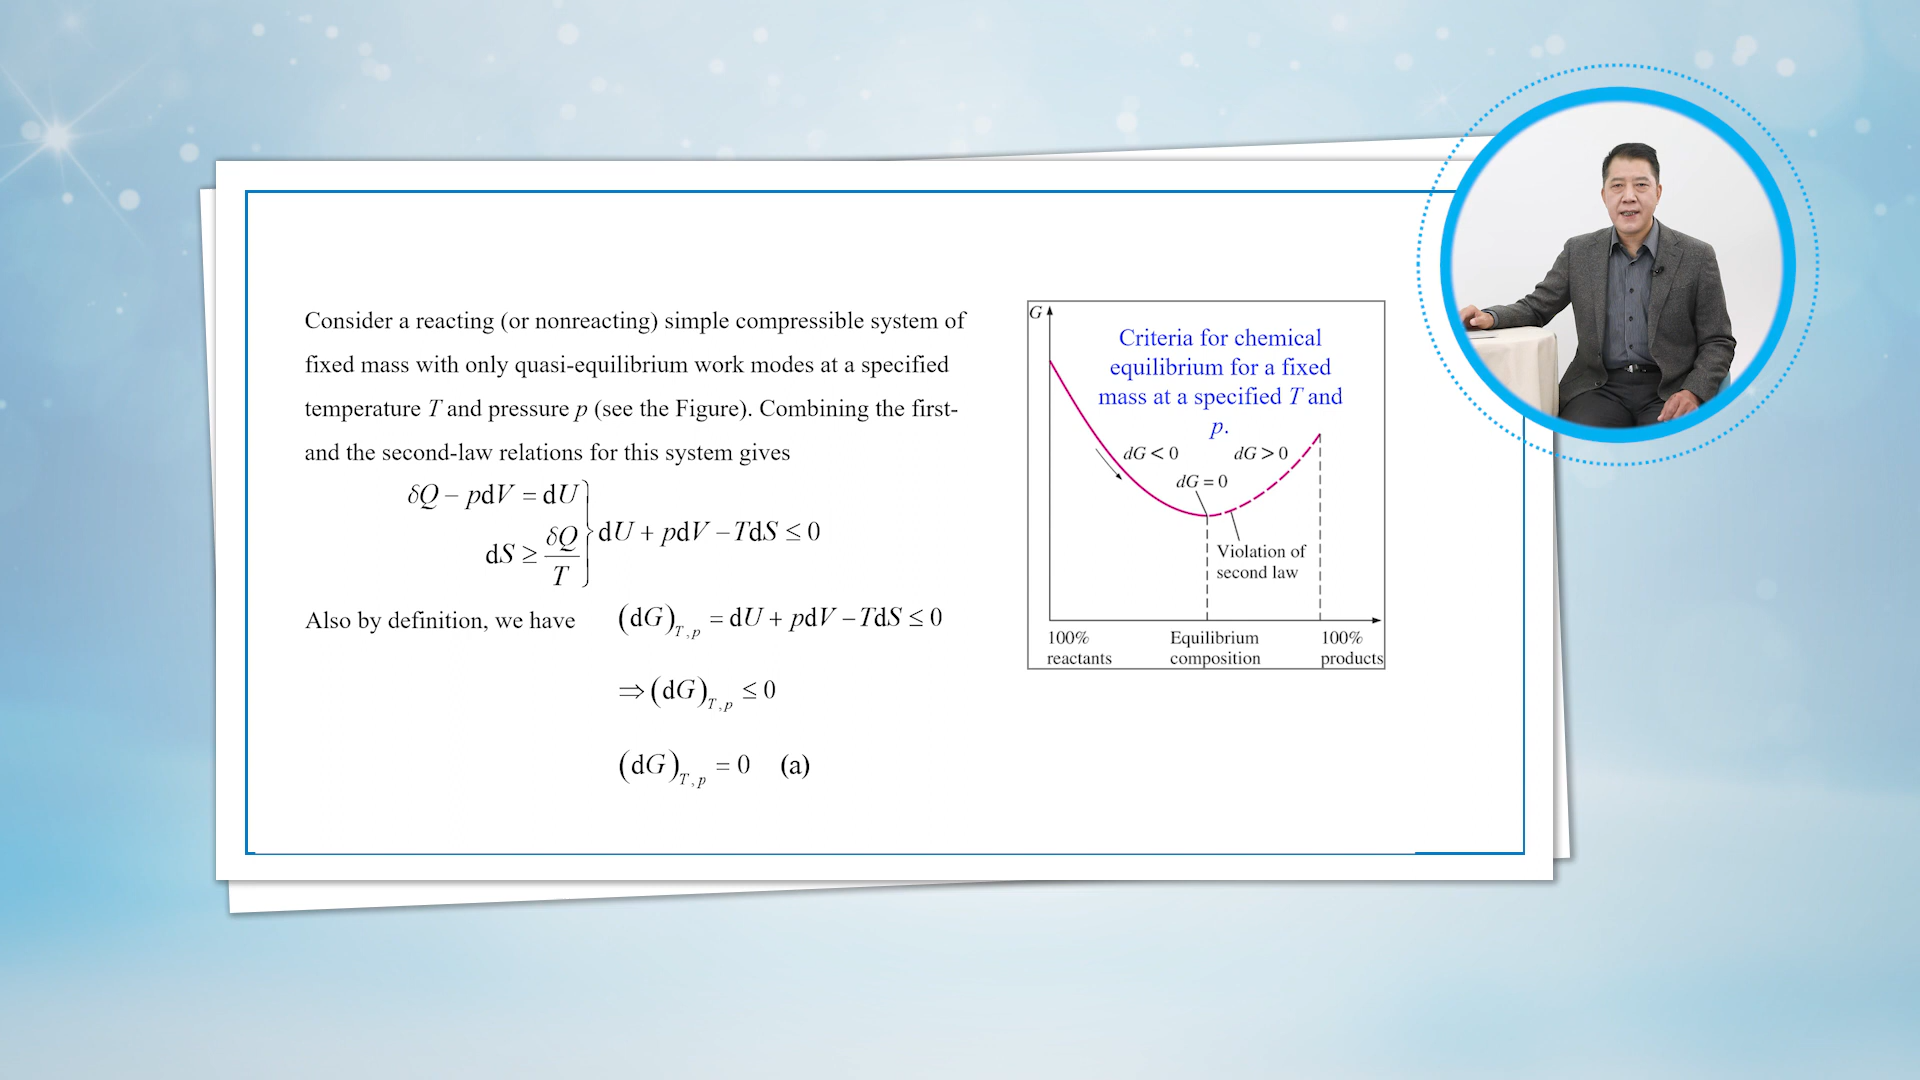 Consider a reacting (or nonreacting) simple compressible system of
fixed mass with only quasi-equilibrium work modes at a specified
temperature T and pressure p (see the Figure). Combining the first-
and the second-law relations for this system gives
δQ − pdV = dU
dS ≥ δQ/T
dU + pdV − TdS ≤ 0
Also by definition, we have (dG)T,p = dU + pdV − TdS ≤ 0
⇒ (dG)T,p ≤ 0
(dG)T,p = 0 (a)
G
Criteria for chemical
equilibrium for a fixed
mass at a specified T and
p.
dG < 0
dG > 0
dG = 0
Violation of
second law
100%
reactants
Equilibrium
composition
100%
products